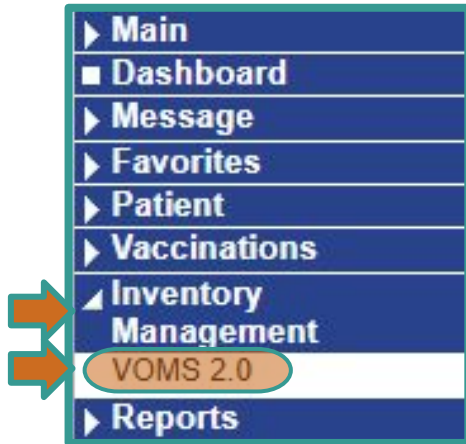 Main
Dashboard
Message
Favorites
Patient
Vaccinations
Inventory
Management
VOMS 2.0
Reports